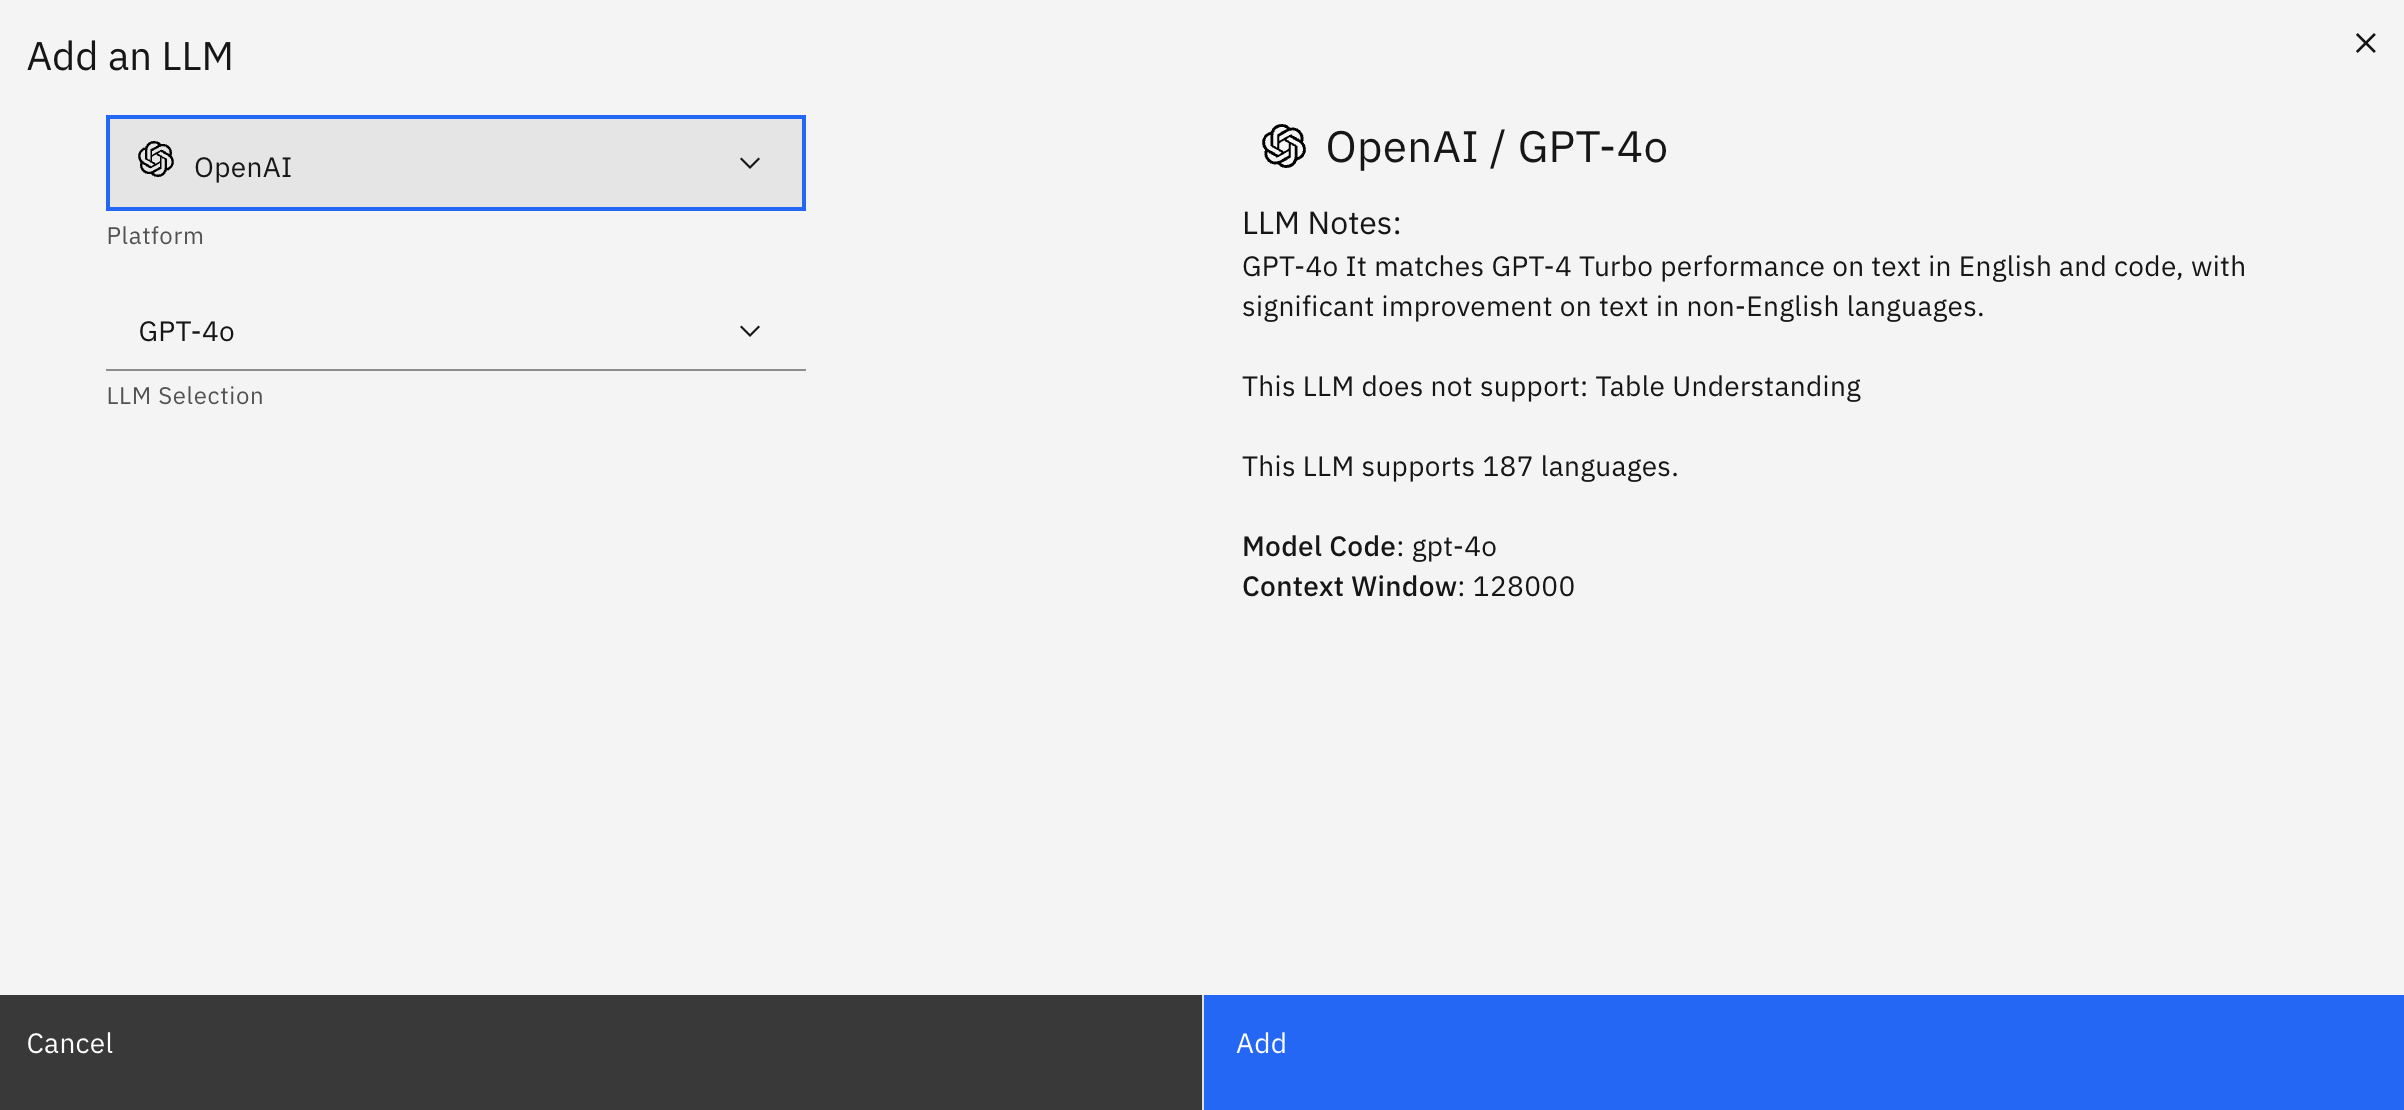 Add an LLM
OpenAI
Platform
GPT-4o
LLM Selection
OpenAI / GPT-4o
LLM Notes:
GPT-4o It matches GPT-4 Turbo performance on text in English and code, with
significant improvement on text in non-English languages.
This LLM does not support: Table Understanding
This LLM supports 187 languages.
Model Code: gpt-4o
Context Window: 128000
Cancel
Add